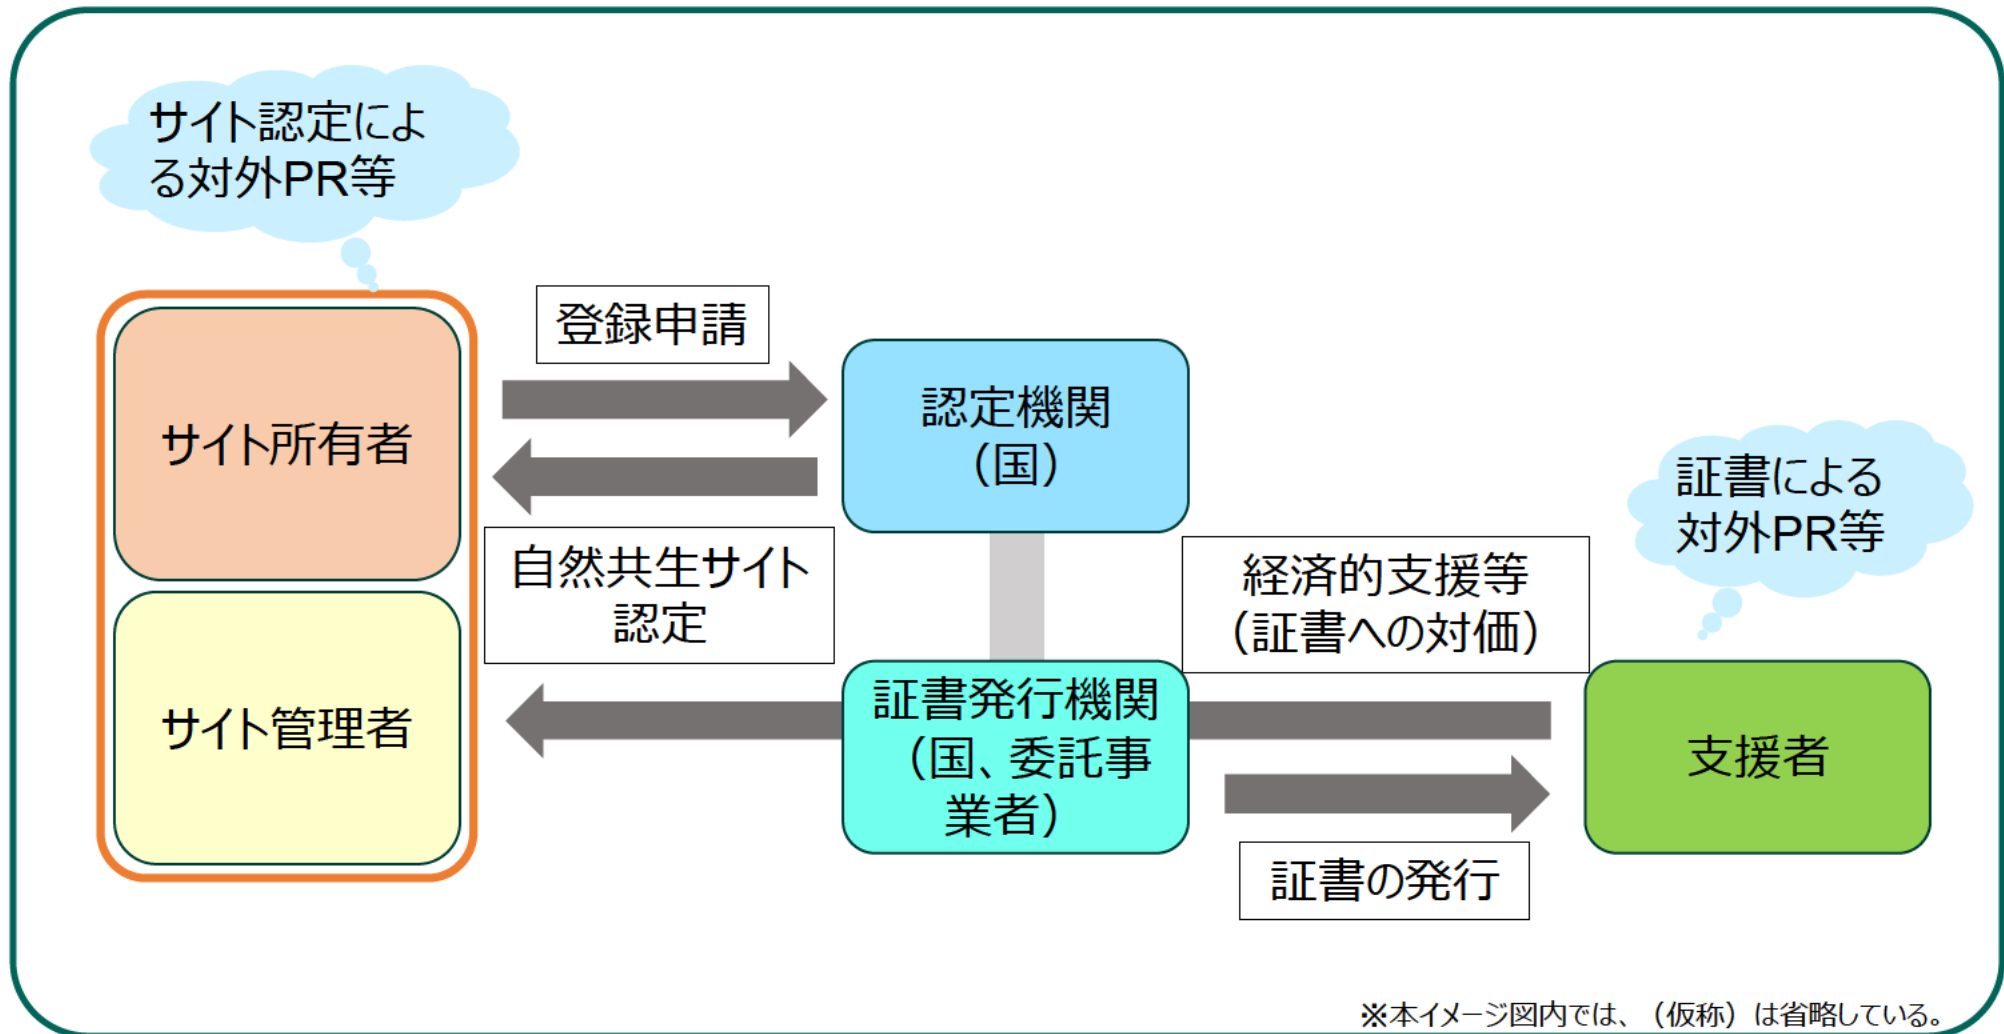 サイト認定によ
る対外PR等
登録申請
サイト所有者
認定機関
（国）
自然共生サイト
認定
証書による
対外PR等
経済的支援等
（証書への対価）
サイト管理者
証書発行機関
（国、委託事
業者）
支援者
証書の発行
※本イメージ図内では、（仮称）は省略している。